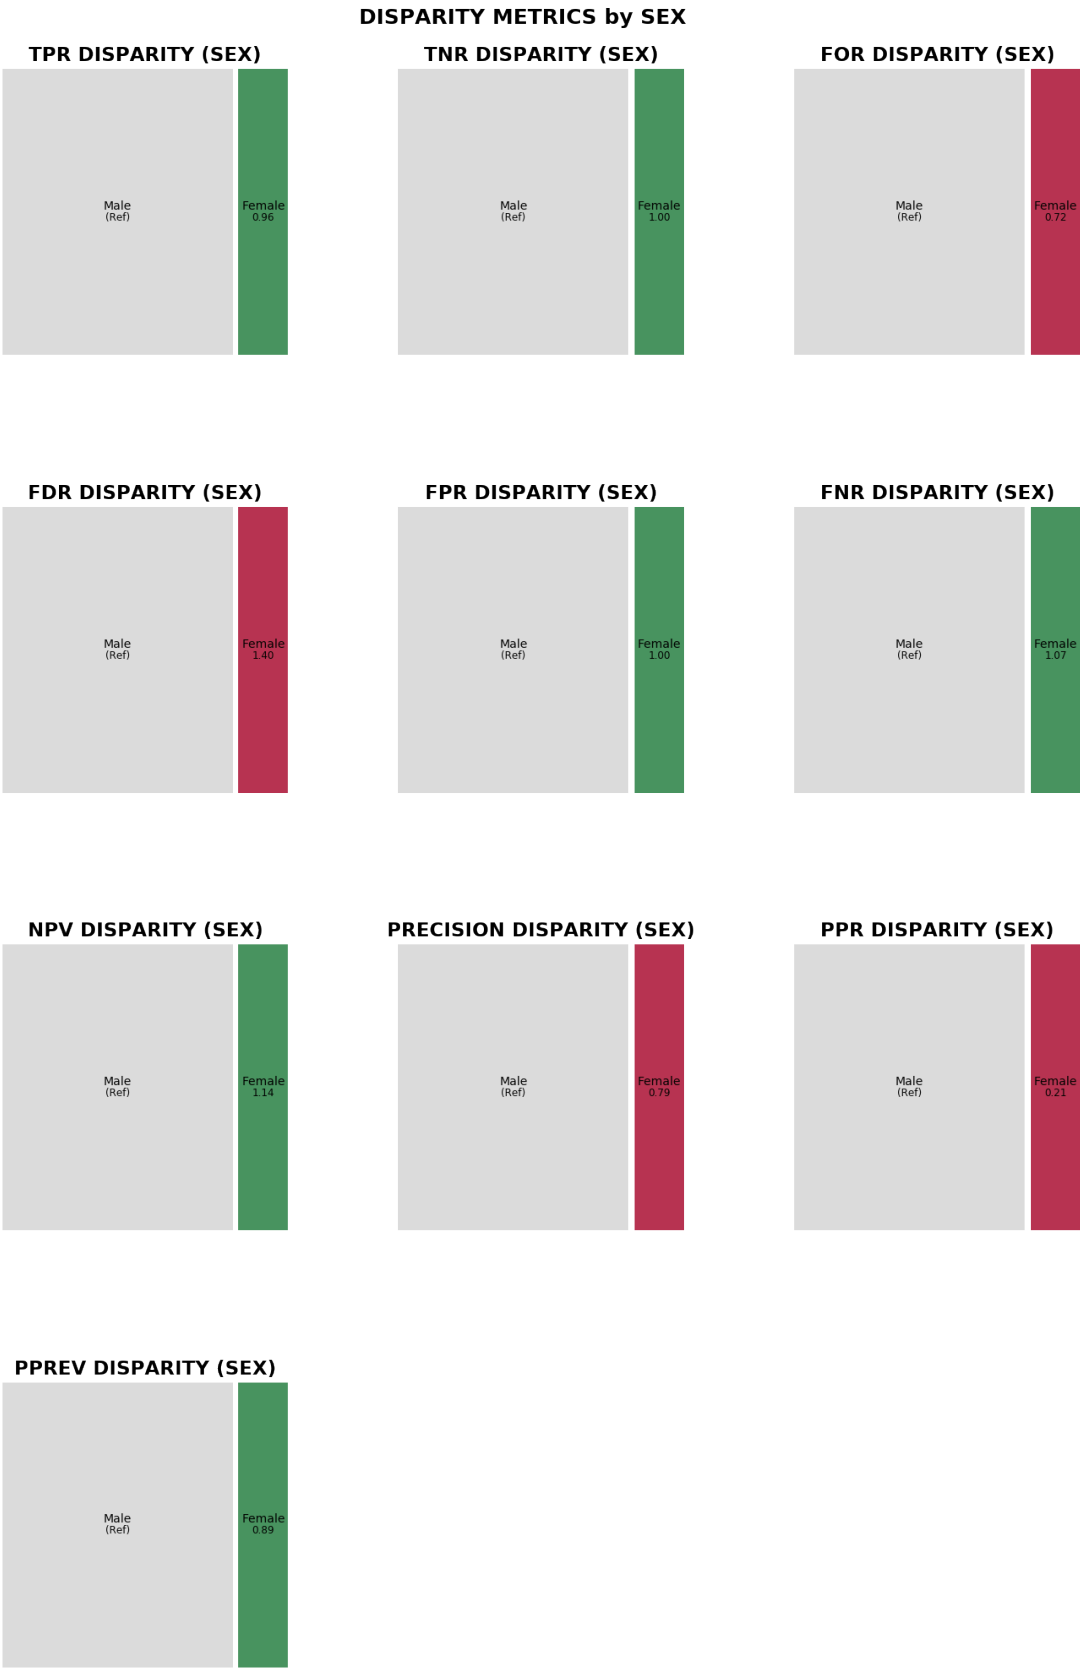 DISPARITY METRICS by SEX
TPR DISPARITY (SEX)
Male
(Ref)
Female
0.96
TNR DISPARITY (SEX)
Male
(Ref)
Female
1.00
FOR DISPARITY (SEX)
Male
(Ref)
Female
0.72
FDR DISPARITY (SEX)
Male
(Ref)
Female
1.40
FPR DISPARITY (SEX)
Male
(Ref)
Female
1.00
FNR DISPARITY (SEX)
Male
(Ref)
Female
1.07
NPV DISPARITY (SEX)
Male
(Ref)
Female
1.14
PRECISION DISPARITY (SEX)
Male
(Ref)
Female
0.79
PPR DISPARITY (SEX)
Male
(Ref)
Female
0.21
PPREV DISPARITY (SEX)
Male
(Ref)
Female
0.89